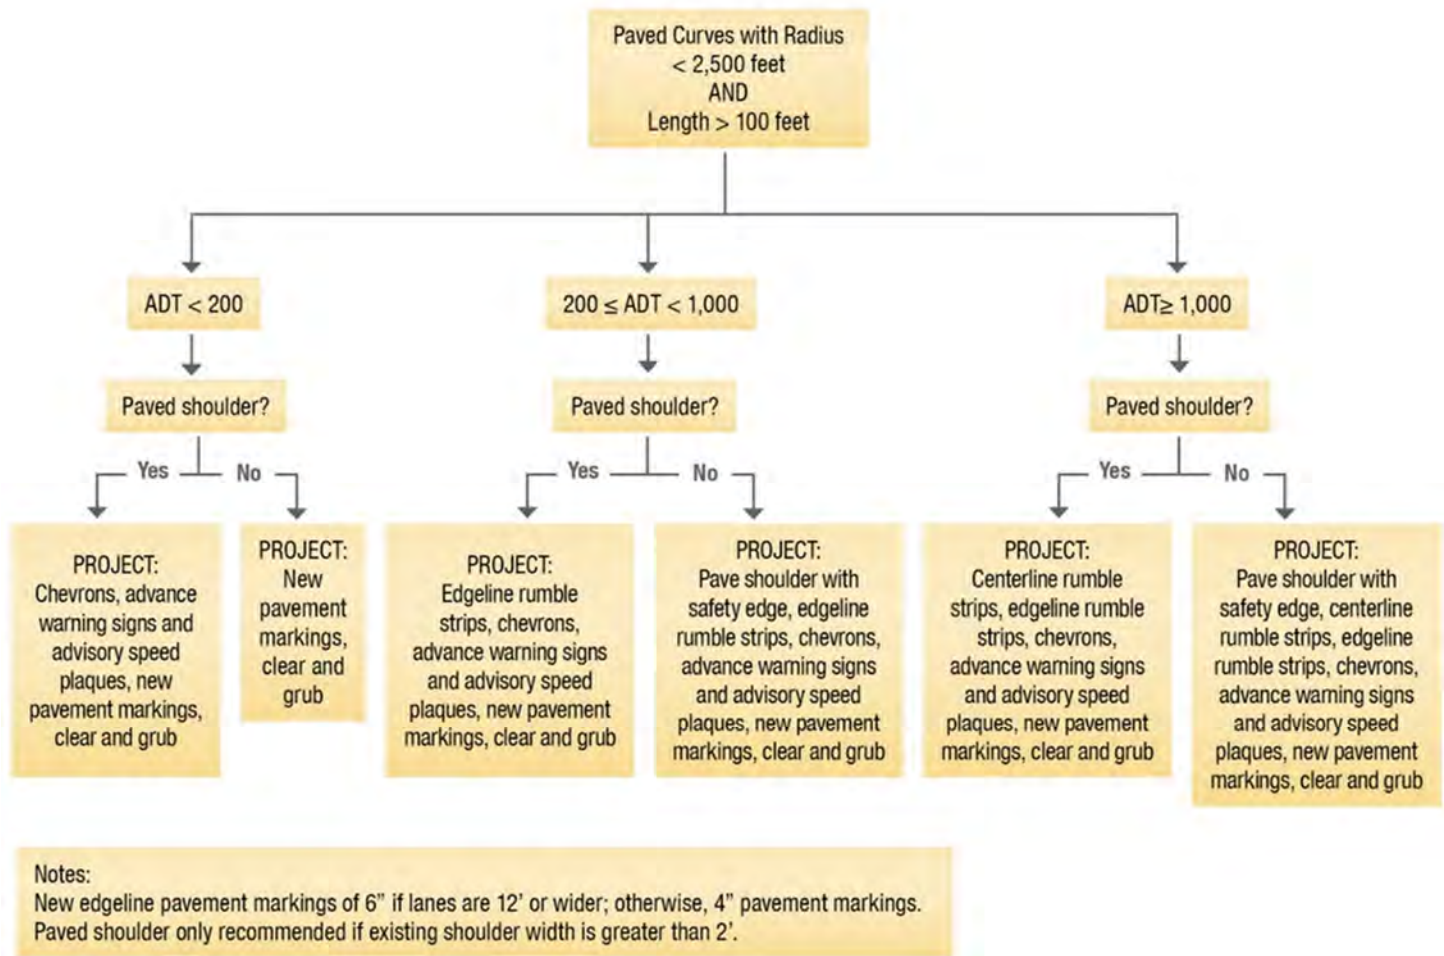 Paved Curves with Radius
< 2,500 feet
AND
Length > 100 feet
ADT < 200
200 ≤ ADT < 1,000
ADT≥ 1,000
Paved shoulder?
Paved shoulder?
Paved shoulder?
Yes
No
Yes
No
Yes
No
PROJECT:
Chevrons, advance
warning signs and
advisory speed
plaques, new
pavement markings,
clear and grub
PROJECT:
New
pavement
markings,
clear and
grub
PROJECT:
Edgeline rumble
strips, chevrons,
advance warning signs
and advisory speed
plaques, new pavement
markings, clear and grub
PROJECT:
Pave shoulder with
safety edge, edgeline
rumble strips, chevrons,
advance warning signs
and advisory speed
plaques, new pavement
markings, clear and grub
PROJECT:
Centerline rumble
strips, edgeline rumble
strips, chevrons,
advance warning signs
and advisory speed
plaques, new pavement
markings, clear and grub
PROJECT:
Pave shoulder with
safety edge, centerline
rumble strips, edgeline
rumble strips, chevrons,
advance warning signs
and advisory speed
plaques, new pavement
markings, clear and grub
Notes:
New edgeline pavement markings of 6” if lanes are 12’ or wider; otherwise, 4” pavement markings.
Paved shoulder only recommended if existing shoulder width is greater than 2’.